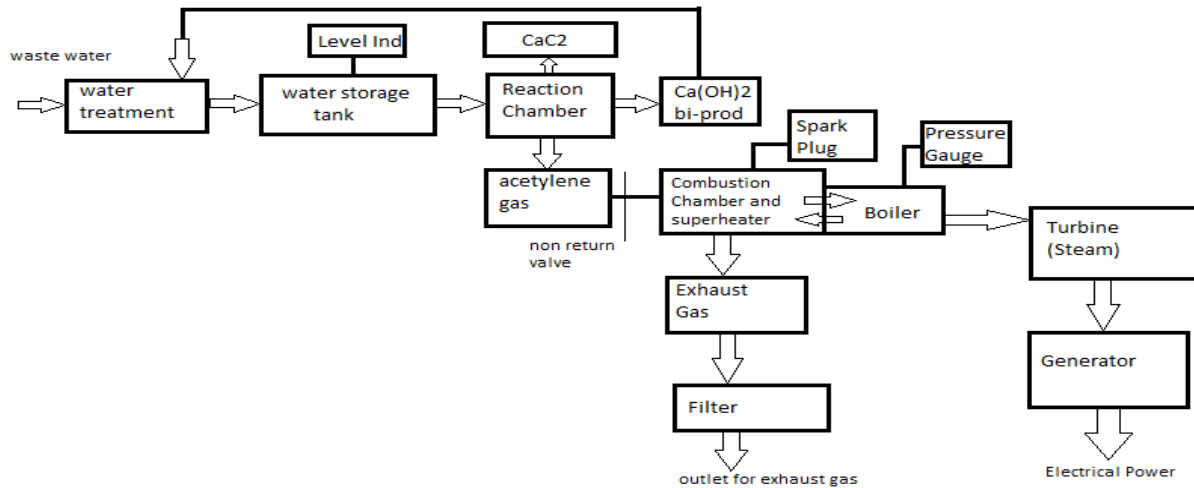 waste water
Level Ind
CaC2
water
treatment
water storage
tank
Reaction
Chamber
Ca(OH)2
bi-prod
Spark
Plug
Pressure
Gauge
acetylene
gas
non return
valve
Combustion
Chamber and
superheater
Boiler
Turbine
(Steam)
Exhaust
Gas
Generator
Filter
outlet for exhaust gas
Electrical Power